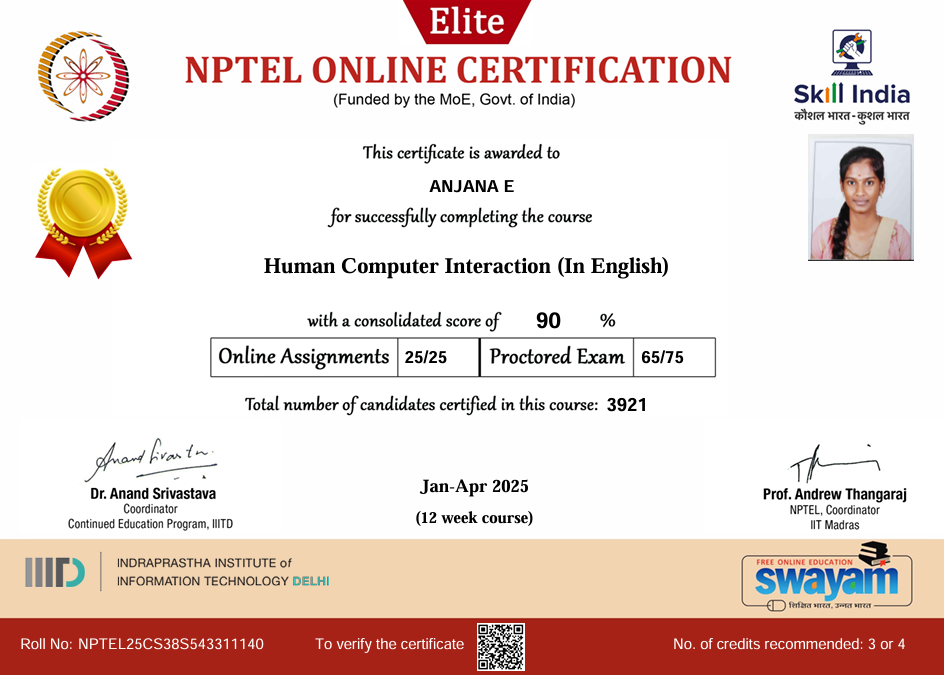 Elite
NPTEL ONLINE CERTIFICATION
(Funded by the MoE, Govt. of India)
Skill India
कौशल भारत - कुशल भारत
This certificate is awarded to
ANJANA E
for successfully completing the course
Human Computer Interaction (In English)
with a consolidated score of 90 %
Online Assignments 25/25 Proctored Exam 65/75
Total number of candidates certified in this course: 3921
Anand Srivastava
Dr. Anand Srivastava
Coordinator
Continued Education Program, IIITD
Jan-Apr 2025
(12 week course)
Prof. Andrew Thangaraj
NPTEL, Coordinator
IIT Madras
IIID
INDRAPRASTHA INSTITUTE of
INFORMATION TECHNOLOGY DELHI
FREE ONLINE EDUCATION
swayam
शिक्षित भारत, उन्नत भारत
Roll No: NPTEL25CS38S543311140
To verify the certificate
No. of credits recommended: 3 or 4